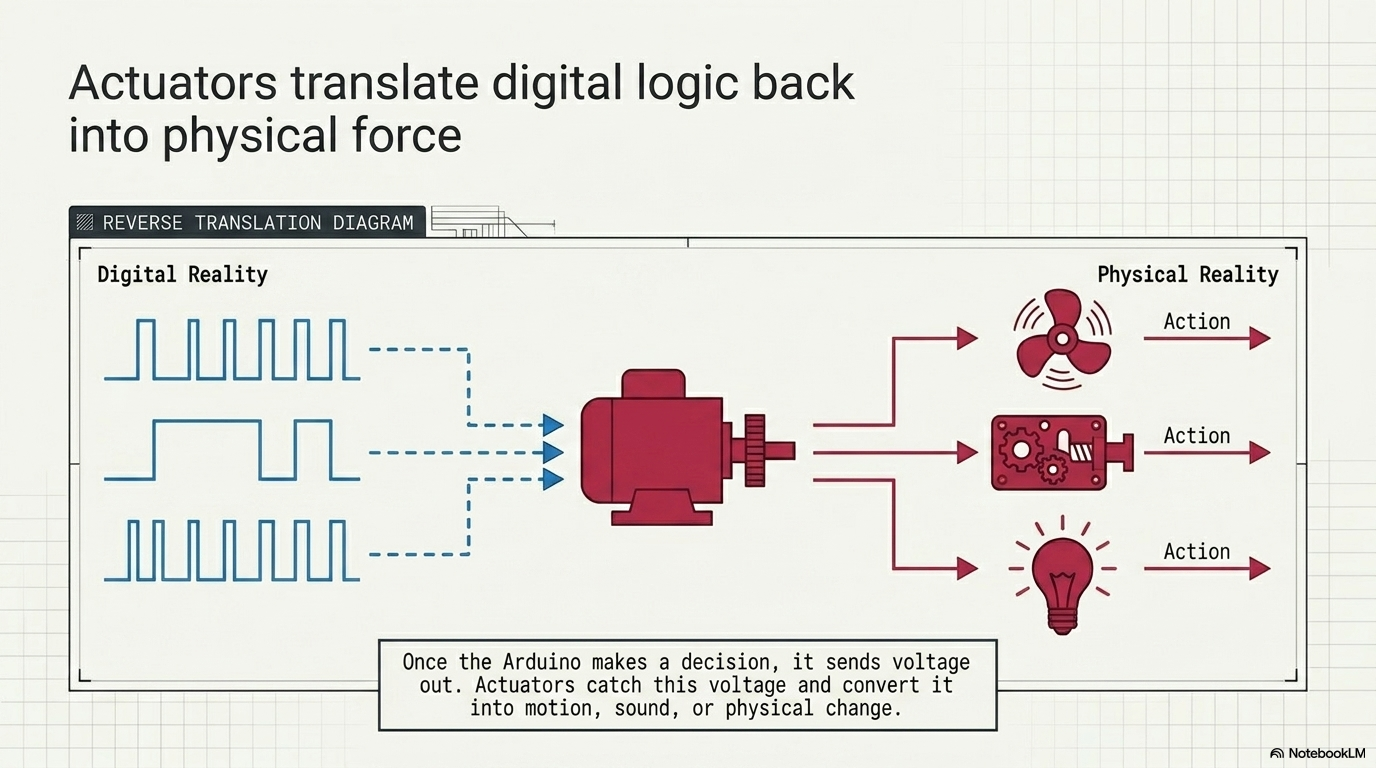 Actuators translate digital logic back
into physical force
REVERSE TRANSLATION DIAGRAM
Digital Reality
Physical Reality
Action
Action
Action
Once the Arduino makes a decision, it sends voltage
out. Actuators catch this voltage and convert it
into motion, sound, or physical change.
NotebookLM